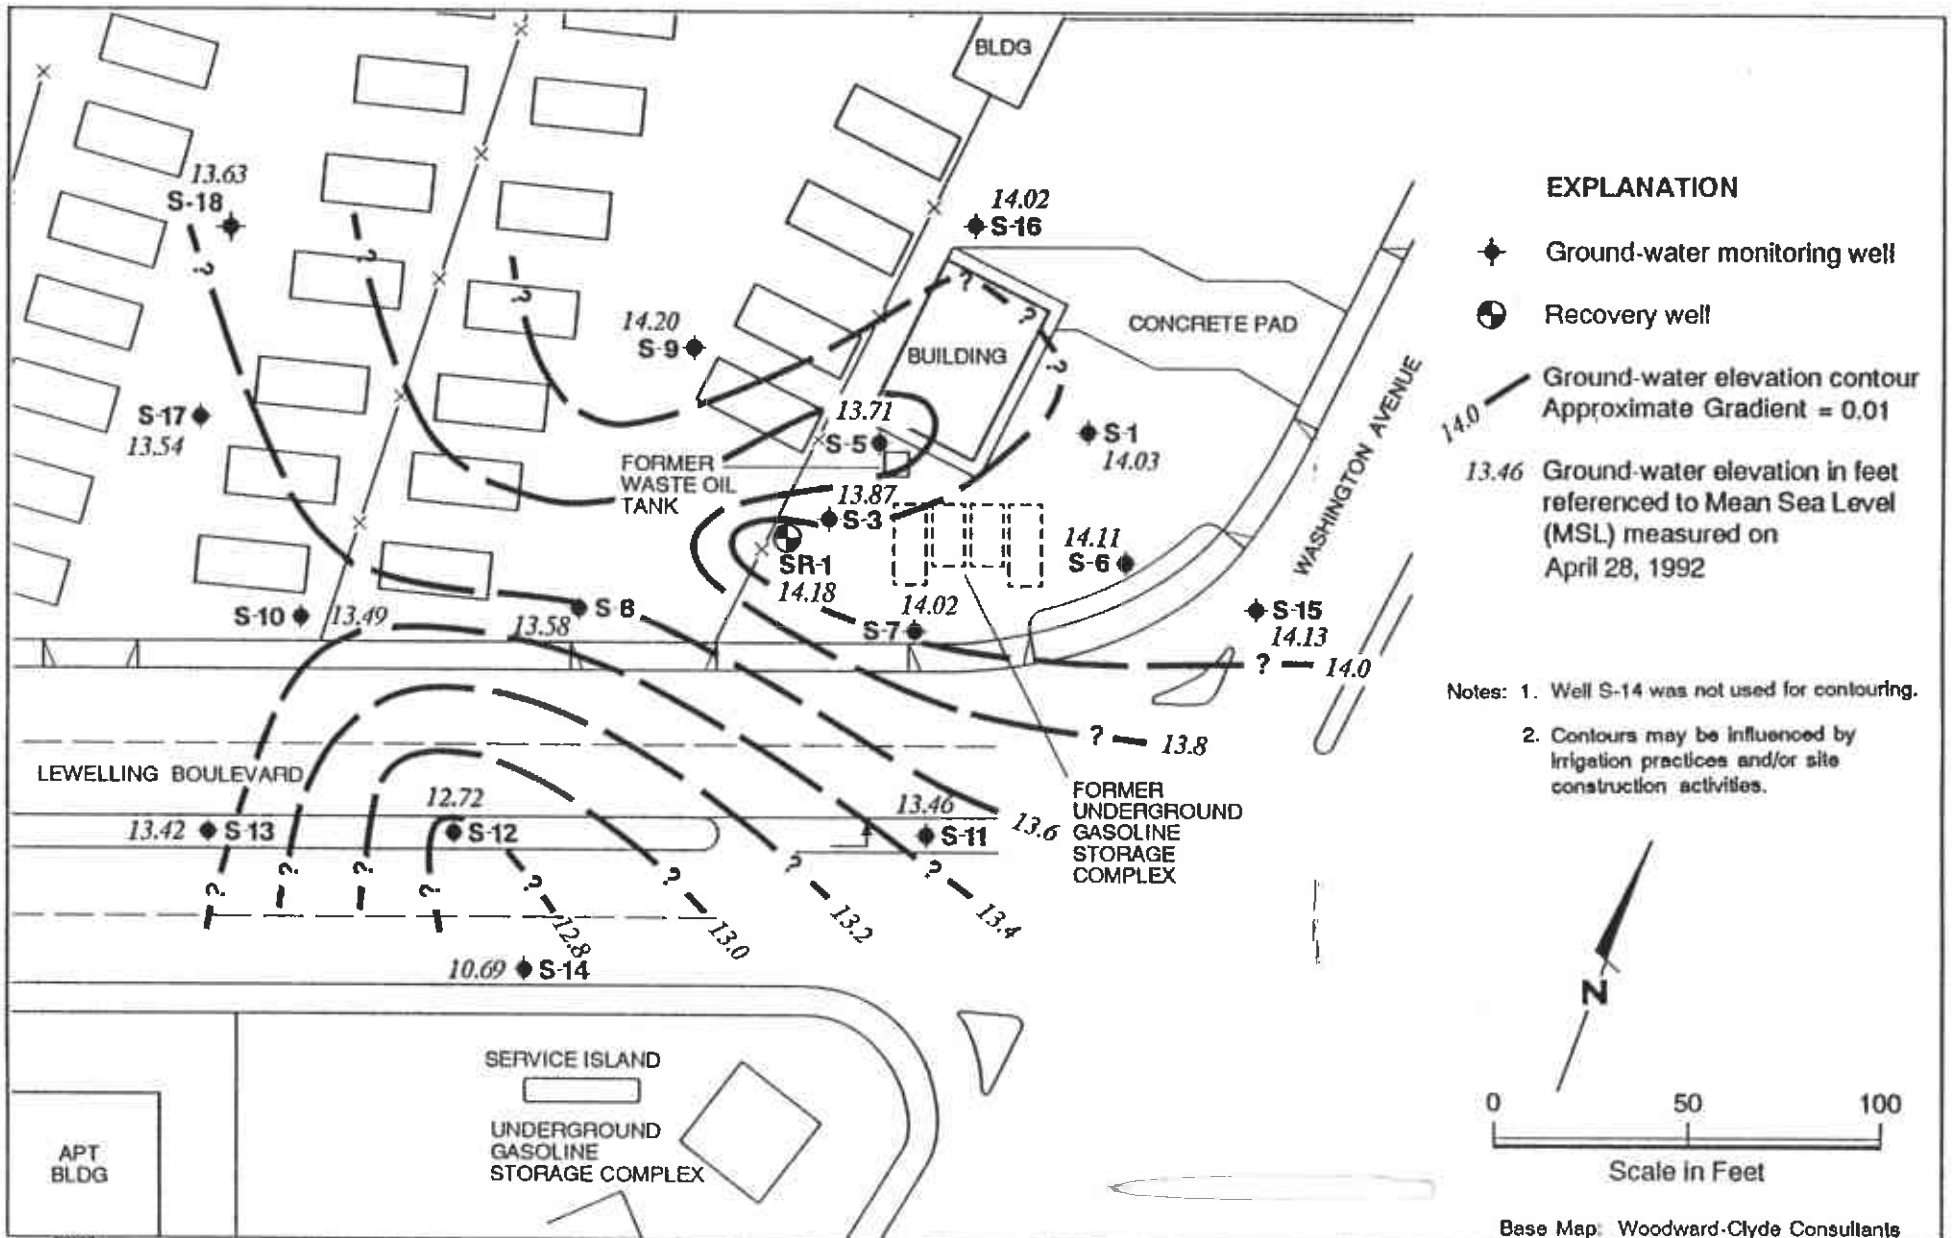 BLDG
13.63
S-18
14.02
S-16
EXPLANATION
Ground-water monitoring well
Recovery well
14.0
Ground-water elevation contour
Approximate Gradient = 0.01
13.46
Ground-water elevation in feet
referenced to Mean Sea Level
(MSL) measured on
April 28, 1992
?
?
?
?
?
?
14.20
S-9
CONCRETE PAD
BUILDING
WASHINGTON AVENUE
S-17
13.54
13.71
S-5
S-1
14.03
FORMER
WASTE OIL
TANK
13.87
S-3
SR-1
14.18
14.11
S-6
S-10
13.49
13.58
S-8
14.02
S-7
S-15
14.13
?
14.0
?
13.8
Notes: 1. Well S-14 was not used for contouring.
2. Contours may be influenced by
irrigation practices and/or site
construction activities.
LEWELLING BOULEVARD
13.42
S-13
12.72
S-12
13.46
S-11
13.6
FORMER
UNDERGROUND
GASOLINE
STORAGE
COMPLEX
?
?
?
?
?
?
?
?
12.8
13.0
13.2
13.4
10.69
S-14
N
SERVICE ISLAND
UNDERGROUND
GASOLINE
STORAGE COMPLEX
APT
BLDG
0 50 100
Scale in Feet
Base Map: Woodward-Clyde Consultants